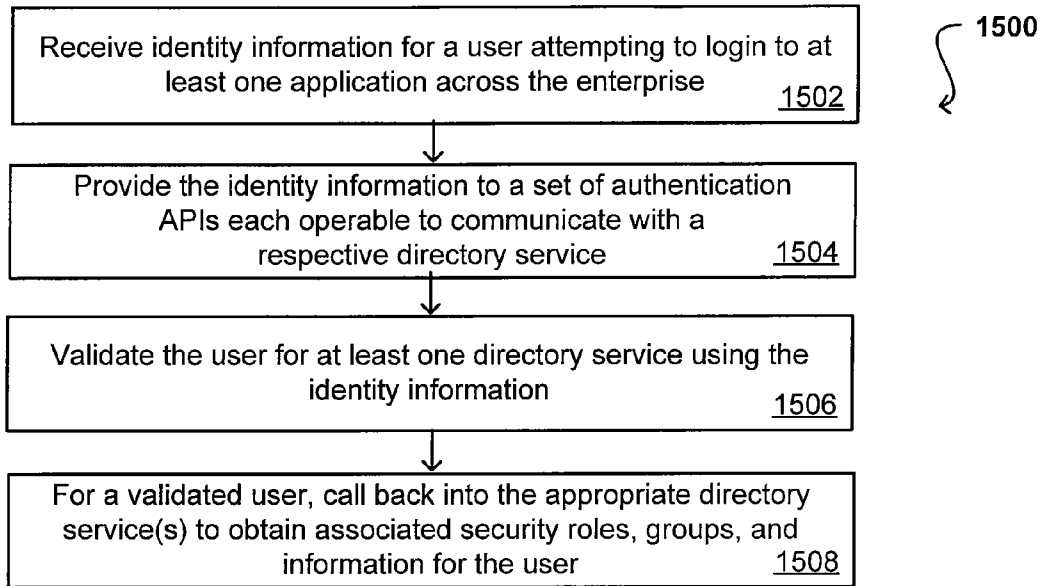 1500
Receive identity information for a user attempting to login to at
least one application across the enterprise
1502
Provide the identity information to a set of authentication
APIs each operable to communicate with a
respective directory service
1504
Validate the user for at least one directory service using the
identity information
1506
For a validated user, call back into the appropriate directory
service(s) to obtain associated security roles, groups, and
information for the user
1508